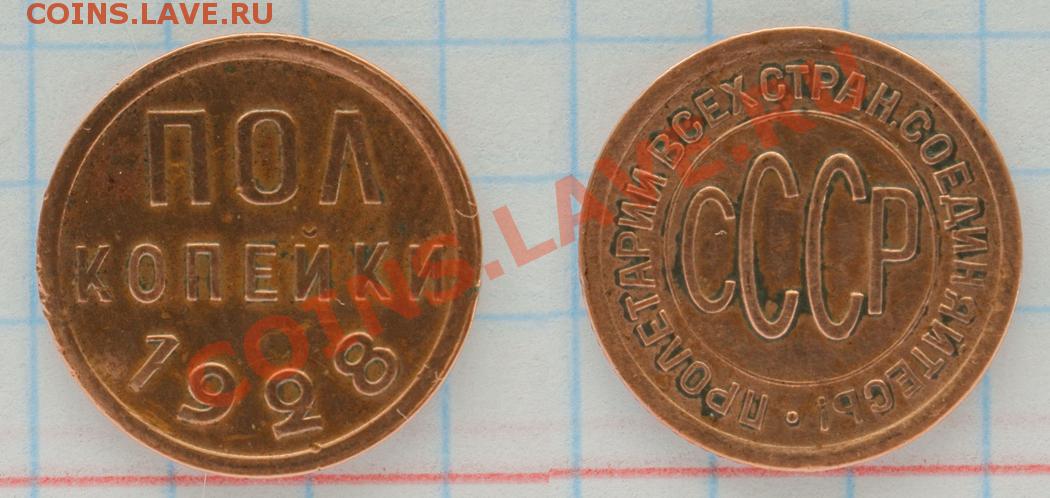 COINS.LAVE.RU
ПОЛ
КОПЕЙКИ
1928
ПРОЛЕТАРИИ ВСЕХ СТРАН, СОЕДИНЯЙТЕСЬ!
СССР
COINS.LAVE.RU